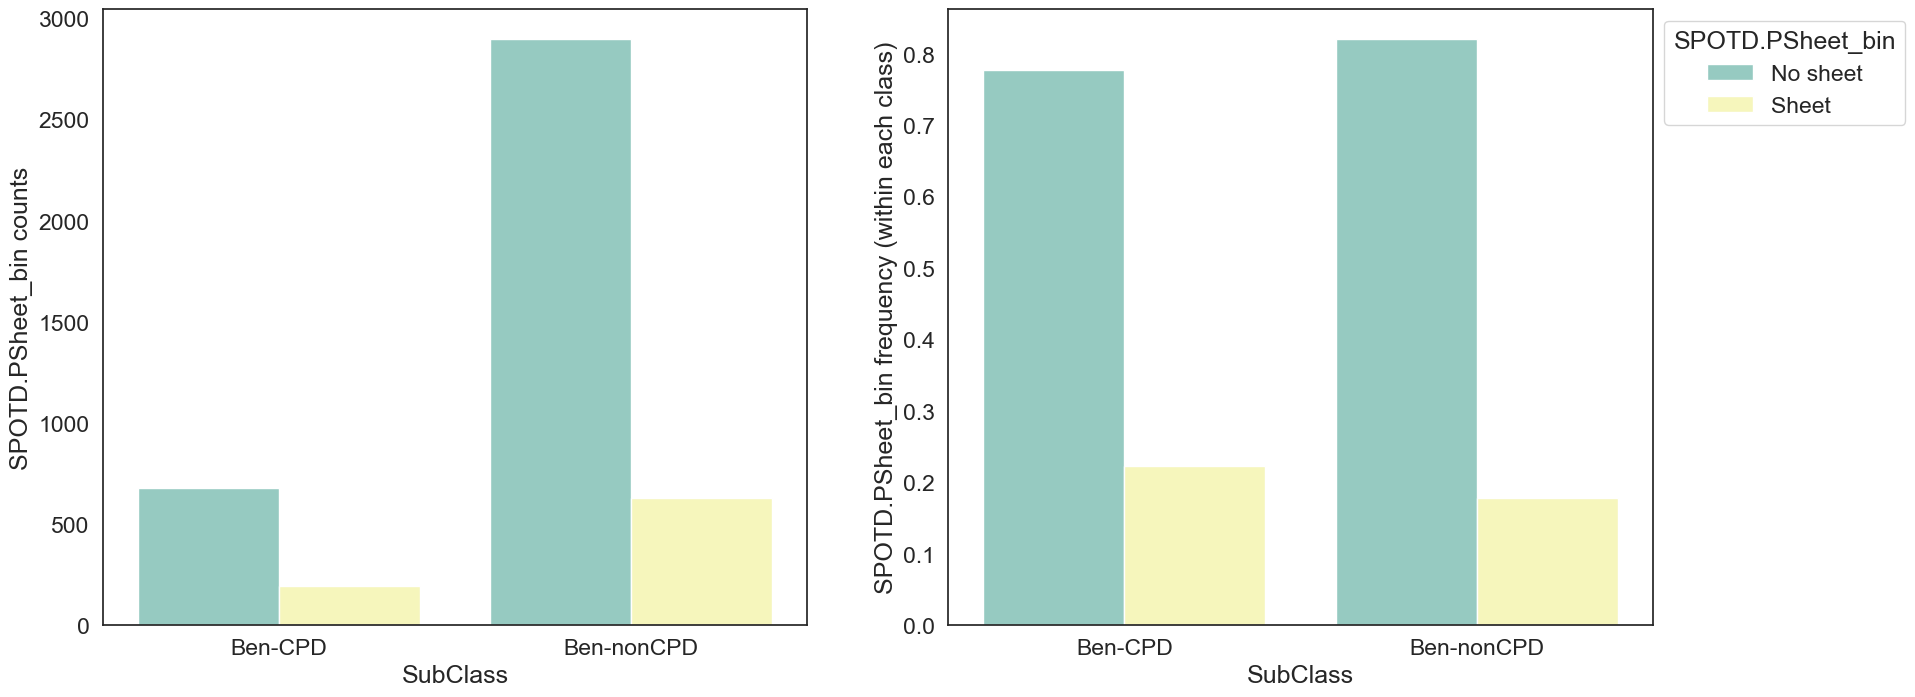 SPOTD.PSheet_bin counts
3000
2500
2000
1500
1000
500
0
Ben-CPD
Ben-nonCPD
SubClass
SPOTD.PSheet_bin frequency (within each class)
0.8
0.7
0.6
0.5
0.4
0.3
0.2
0.1
0.0
Ben-CPD
Ben-nonCPD
SubClass
SPOTD.PSheet_bin
No sheet
Sheet